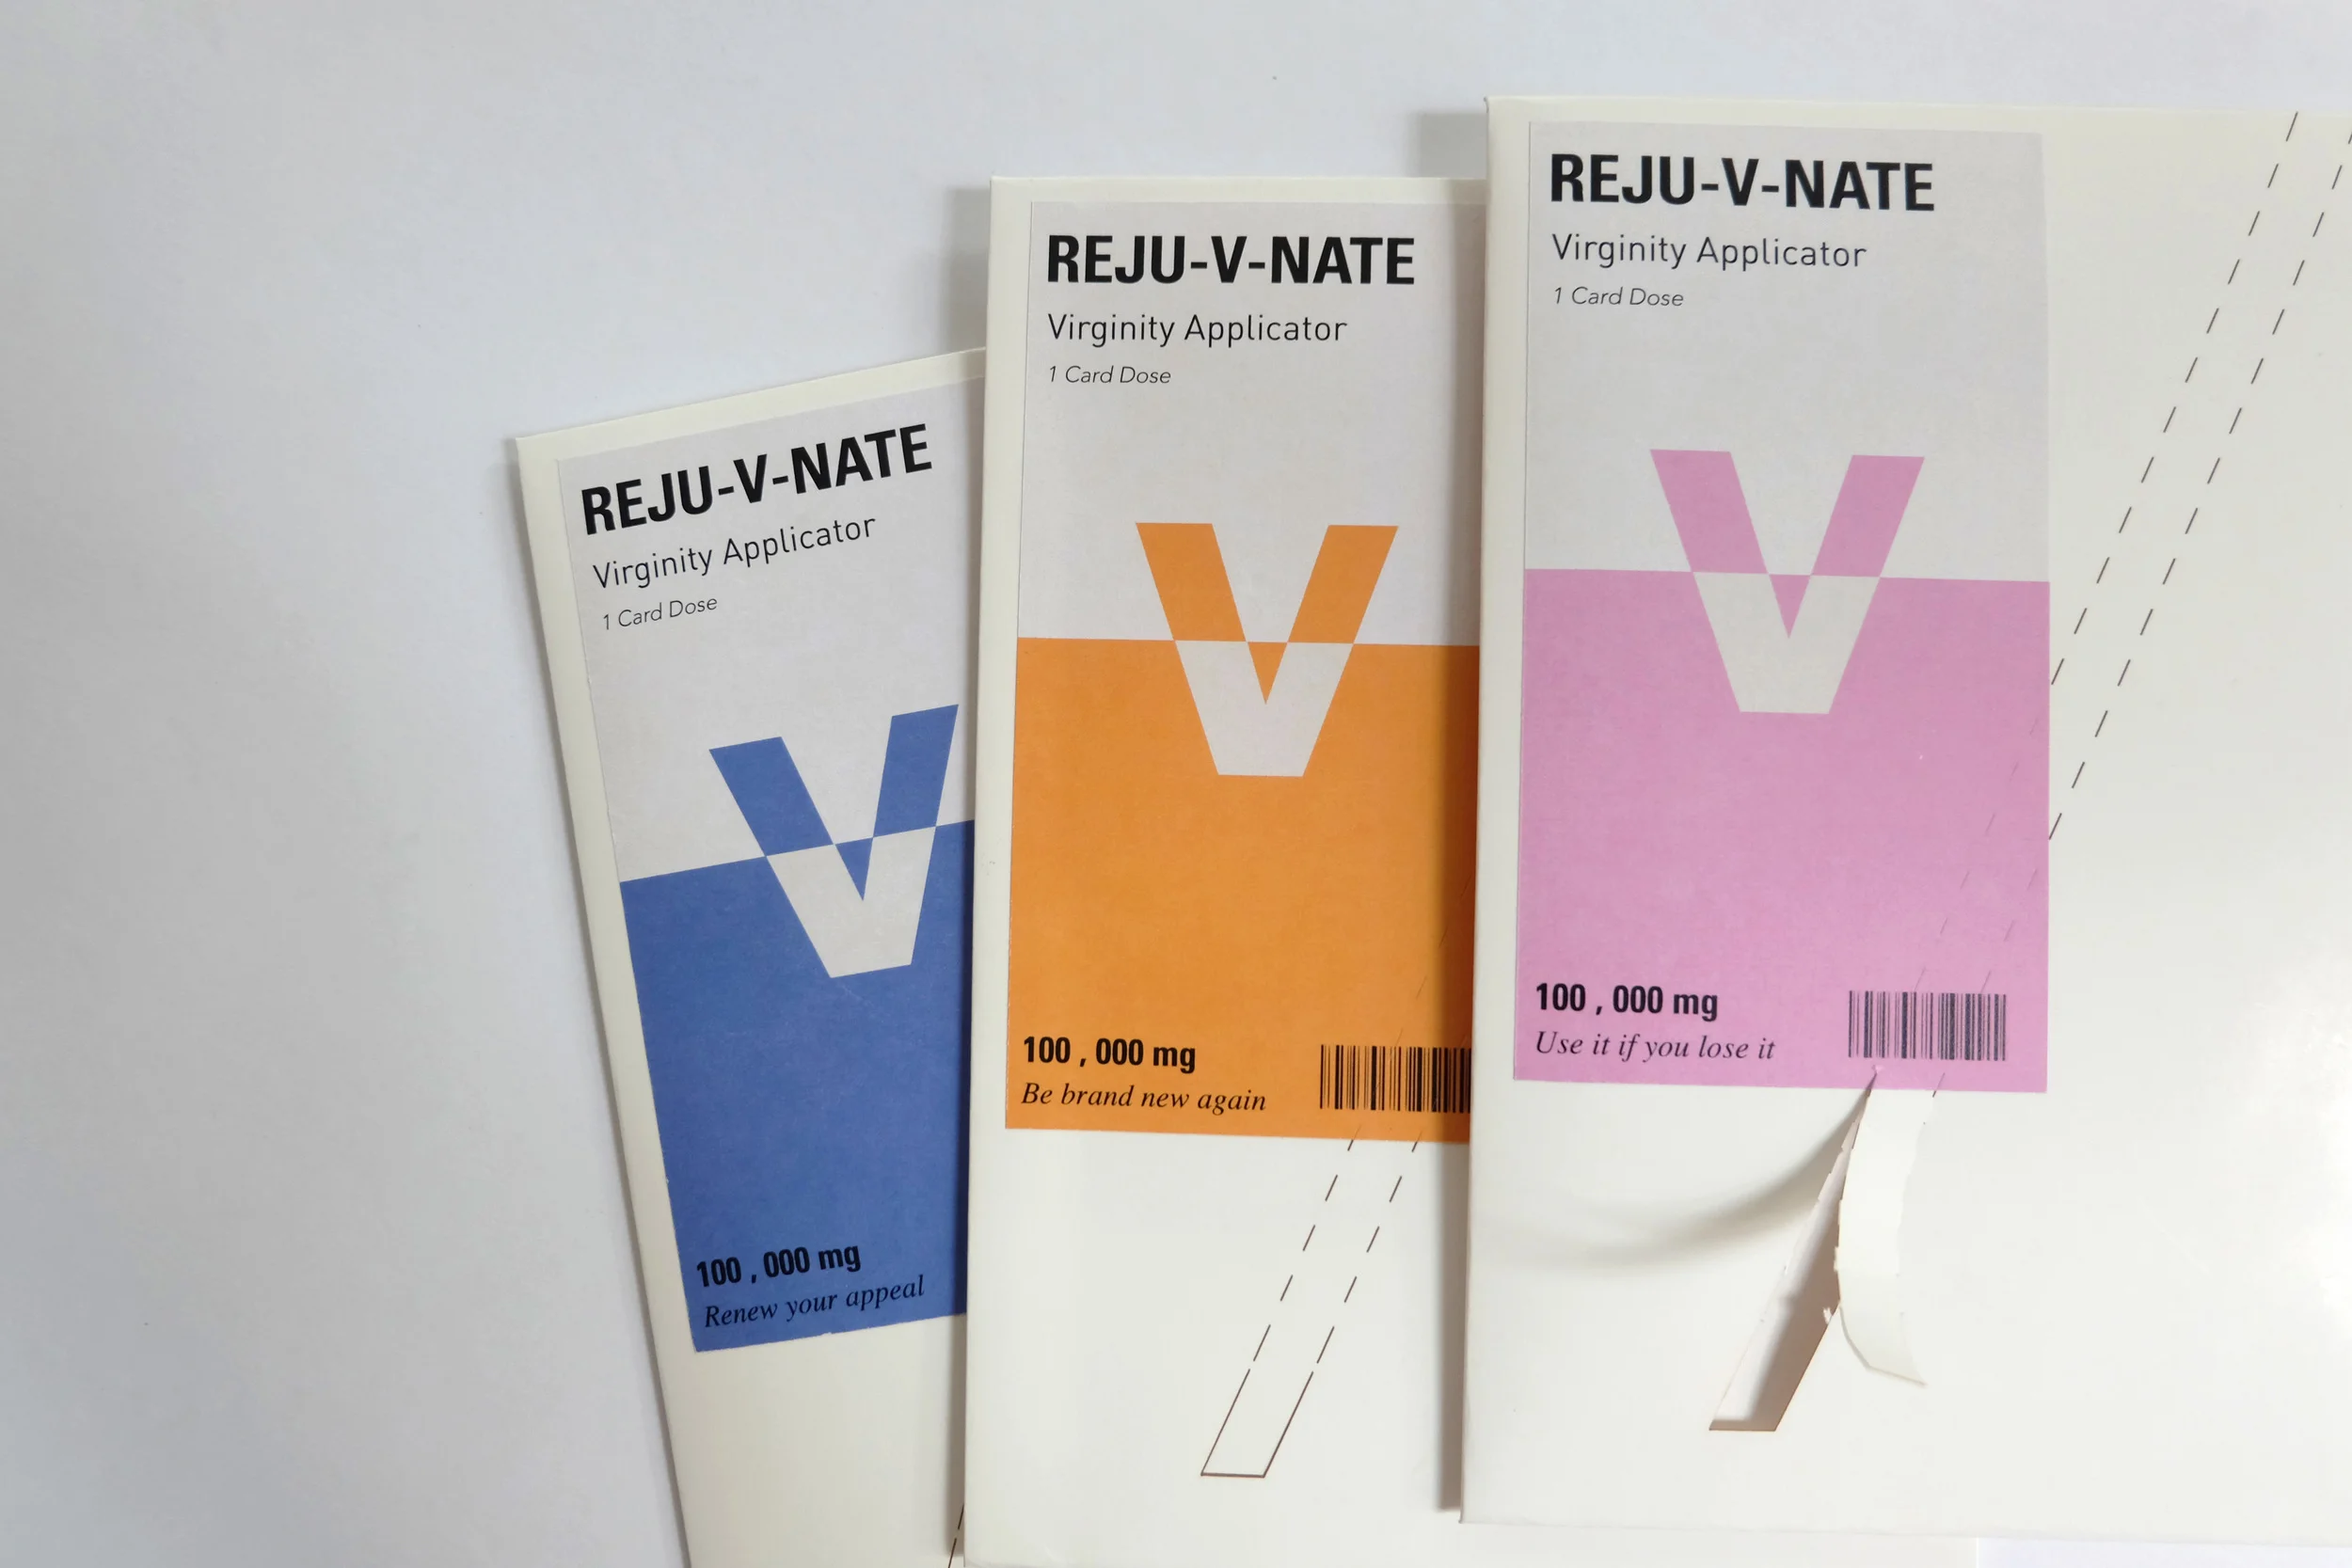 REJU-V-NATE
Virginity Applicator
1 Card Dose
V
100 , 000 mg
Renew your appeal
REJU-V-NATE
Virginity Applicator
1 Card Dose
V
100 , 000 mg
Be brand new again
REJU-V-NATE
Virginity Applicator
1 Card Dose
V
100 , 000 mg
Use it if you lose it